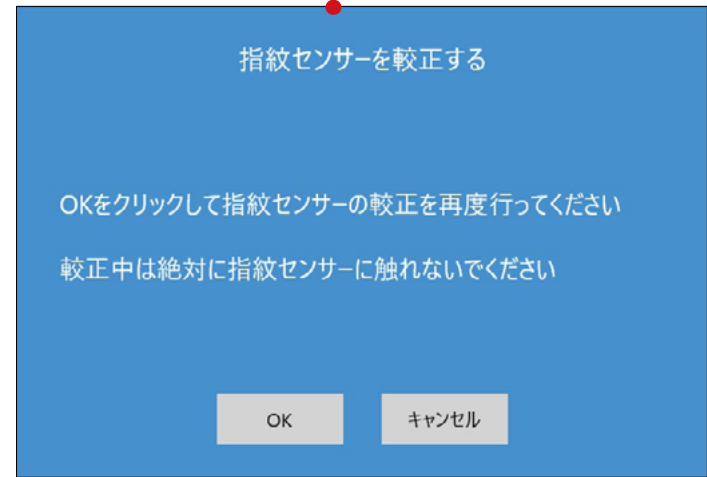 指紋センサーを較正する
OKをクリックして指紋センサーの較正を再度行ってください
較正中は絶対に指紋センサーに触れないでください
OK
キャンセル